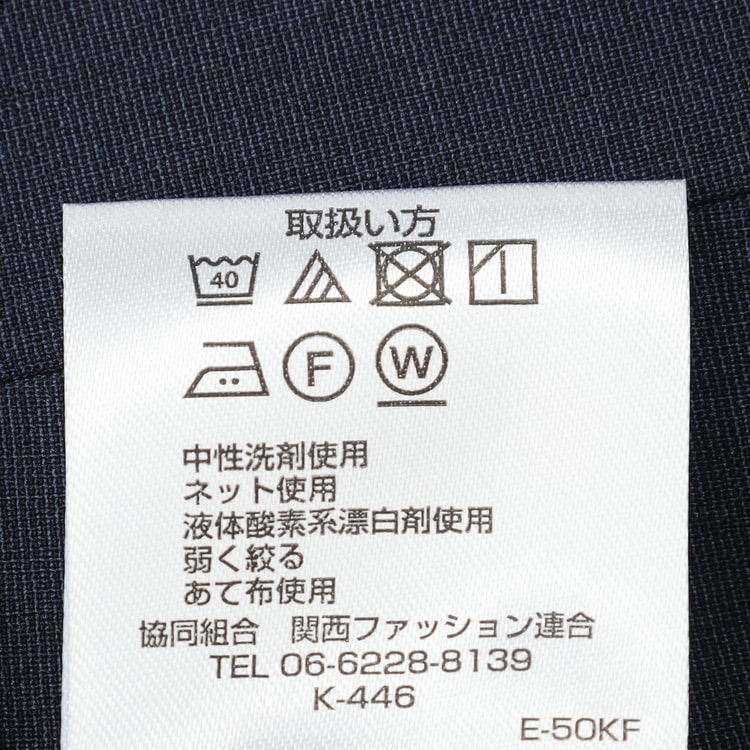 取扱い方
40
F W
中性洗剤使用
ネット使用
液体酸素系漂白剤使用
弱く絞る
あて布使用
協同組合　関西ファッション連合
TEL 06-6228-8139
K-446
E-50KF